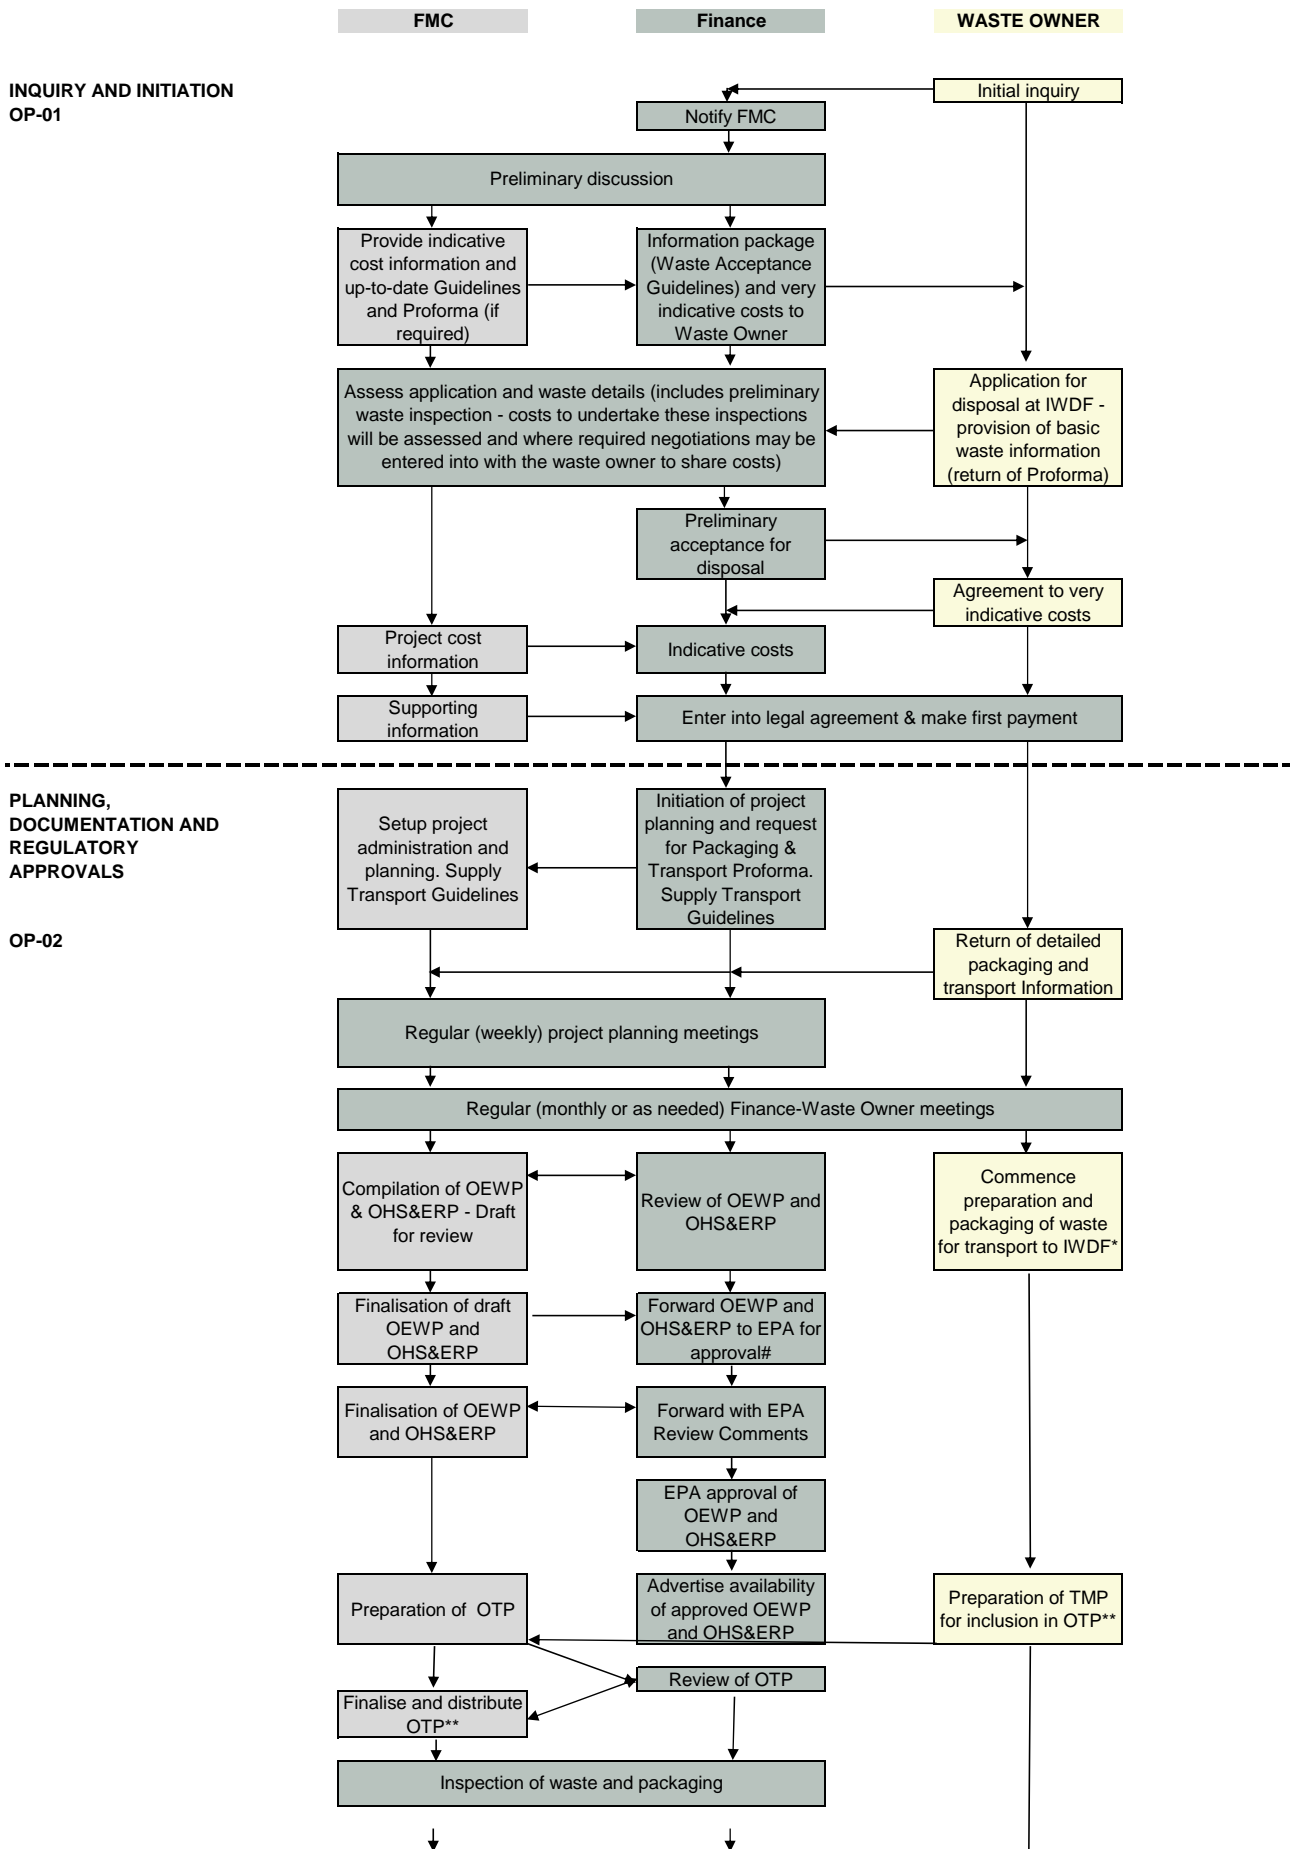 FMC
Finance
WASTE OWNER
INQUIRY AND INITIATION
OP-01
Initial inquiry
Notify FMC
Preliminary discussion
Provide indicative
cost information and
up-to-date Guidelines
and Proforma (if
required)
Information package
(Waste Acceptance
Guidelines) and very
indicative costs to
Waste Owner
Assess application and waste details (includes preliminary
waste inspection - costs to undertake these inspections
will be assessed and where required negotiations may be
entered into with the waste owner to share costs)
Application for
disposal at IWDF -
provision of basic
waste information
(return of Proforma)
Preliminary
acceptance for
disposal
Agreement to very
indicative costs
Project cost
information
Indicative costs
Supporting
information
Enter into legal agreement & make first payment
PLANNING,
DOCUMENTATION AND
REGULATORY
APPROVALS
Setup project
administration and
planning. Supply
Transport Guidelines
Initiation of project
planning and request
for Packaging &
Transport Proforma.
Supply Transport
Guidelines
OP-02
Return of detailed
packaging and
transport Information
Regular (weekly) project planning meetings
Regular (monthly or as needed) Finance-Waste Owner meetings
Compilation of OEWP
& OHS&ERP - Draft
for review
Review of OEWP and
OHS&ERP
Commence
preparation and
packaging of waste
for transport to IWDF*
Finalisation of draft
OEWP and
OHS&ERP
Forward OEWP and
OHS&ERP to EPA for
approval#
Finalisation of OEWP
and OHS&ERP
Forward with EPA
Review Comments
EPA approval of
OEWP and
OHS&ERP
Preparation of OTP
Advertise availability
of approved OEWP
and OHS&ERP
Preparation of TMP
for inclusion in OTP**
Review of OTP
Finalise and distribute
OTP**
Inspection of waste and packaging